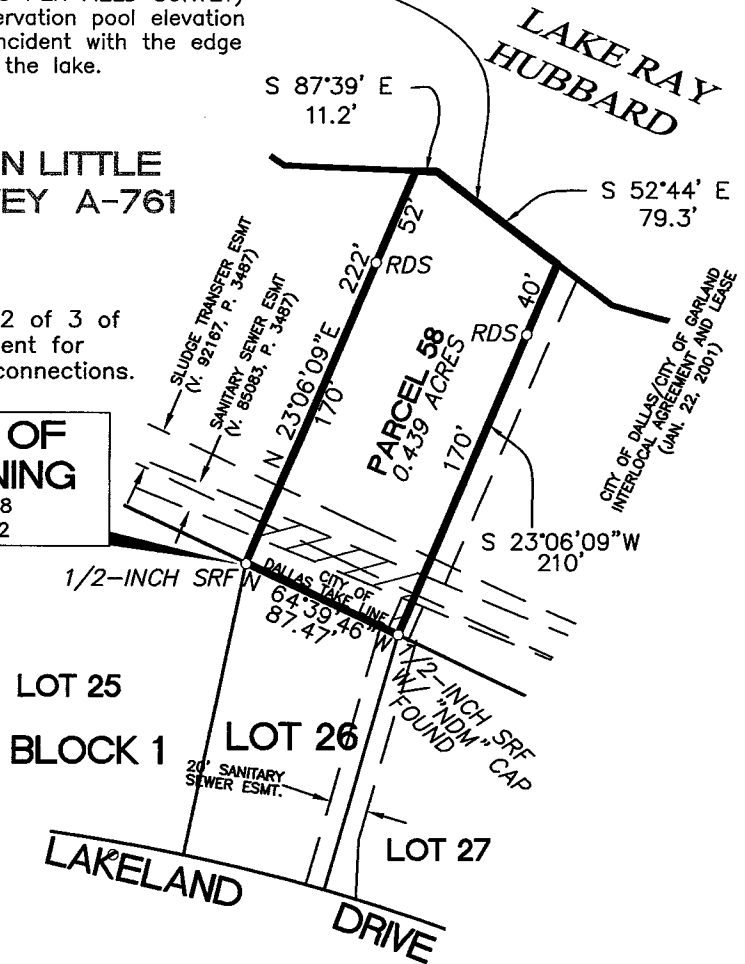 ervation pool elevation
ncident with the edge
the lake.
LAKE RAY
HUBBARD
S 87°39' E
11.2'
N LITTLE
EY A-761
S 52°44' E
79.3'
52'
222'
RDS
40'
RDS
SLUDGE TRANSFER ESMT
(V. 92167, P. 3487)
SANITARY SEWER ESMT
(V. 85083, P. 3487)
2 of 3 of
ent for
connections.
N 23°06'09"E
170'
PARCEL 58
0.439 ACRES
170'
CITY OF DALLAS/CITY OF GARLAND
INTERLOCAL AGREEMENT AND LEASE
(JAN. 22, 2001)
OF
NING
8
2
S 23°06'09"W
210'
1/2-INCH SRF
CITY OF
DALLAS TAKE LINE
N 64°39'46" W
87.47'
1/2-INCH SRF
W/ "NDM" CAP
FOUND
LOT 25
BLOCK 1
LOT 26
20' SANITARY
SEWER ESMT.
LOT 27
LAKELAND DRIVE